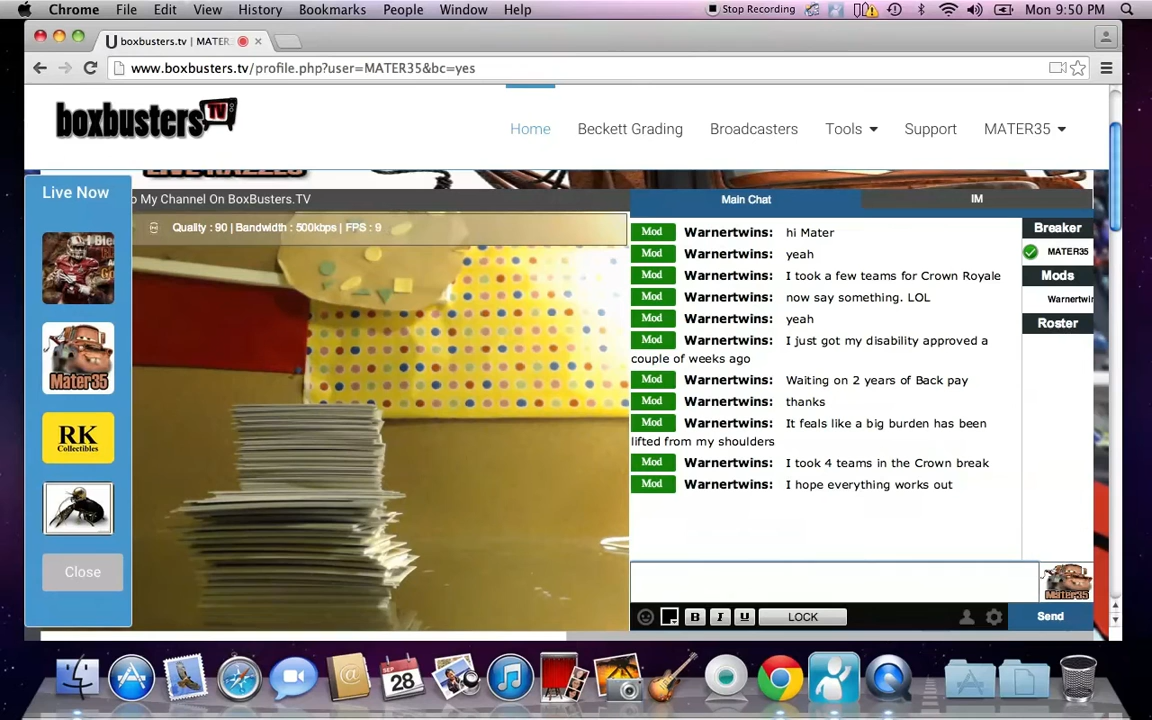 Chrome File Edit View History Bookmarks People Window Help Stop Recording Mon 9:50 PM
boxbusters.tv | MATER
www.boxbusters.tv/profile.php?user=MATER35&bc=yes
boxbusters TV
Home Beckett Grading Broadcasters Tools Support MATER35
Live Now
o My Channel On BoxBusters.TV
Main Chat IM
Quality : 90 | Bandwidth : 500kbps | FPS : 9
Mod Warnertwins: hi Mater
Mod Warnertwins: yeah
Mod Warnertwins: I took a few teams for Crown Royale
Mod Warnertwins: now say something. LOL
Mod Warnertwins: yeah
Mod Warnertwins: I just got my disability approved a
couple of weeks ago
Mod Warnertwins: Waiting on 2 years of Back pay
Mod Warnertwins: thanks
Mod Warnertwins: It feals like a big burden has been
lifted from my shoulders
Mod Warnertwins: I took 4 teams in the Crown break
Mod Warnertwins: I hope everything works out
Breaker
MATER35
Mods
Warnertwin
Roster
Mater35
RK
Collectibles
Close
Mater35
B I U LOCK Send
SEP
28